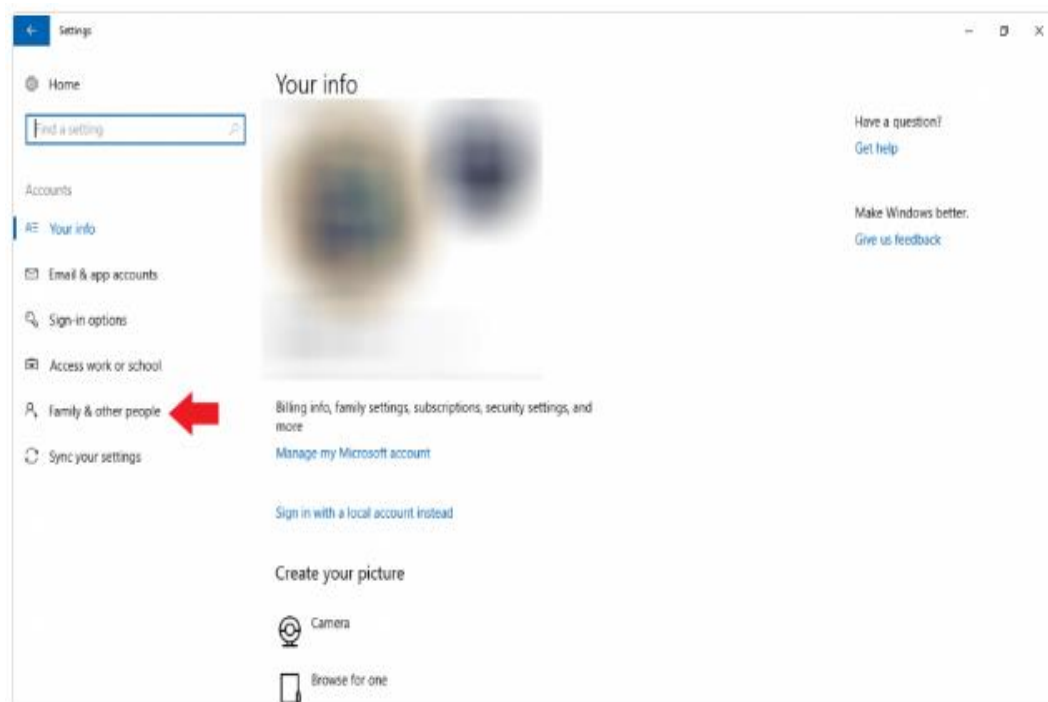 Settings
Home
Your info
Find a setting
Have a question?
Get help
Accounts
Your info
Make Windows better.
Give us feedback
Email & app accounts
Sign-in options
Access work or school
Family & other people
Billing info, family settings, subscriptions, security settings, and
more
Sync your settings
Manage my Microsoft account
Sign in with a local account instead
Create your picture
Camera
Browse for one